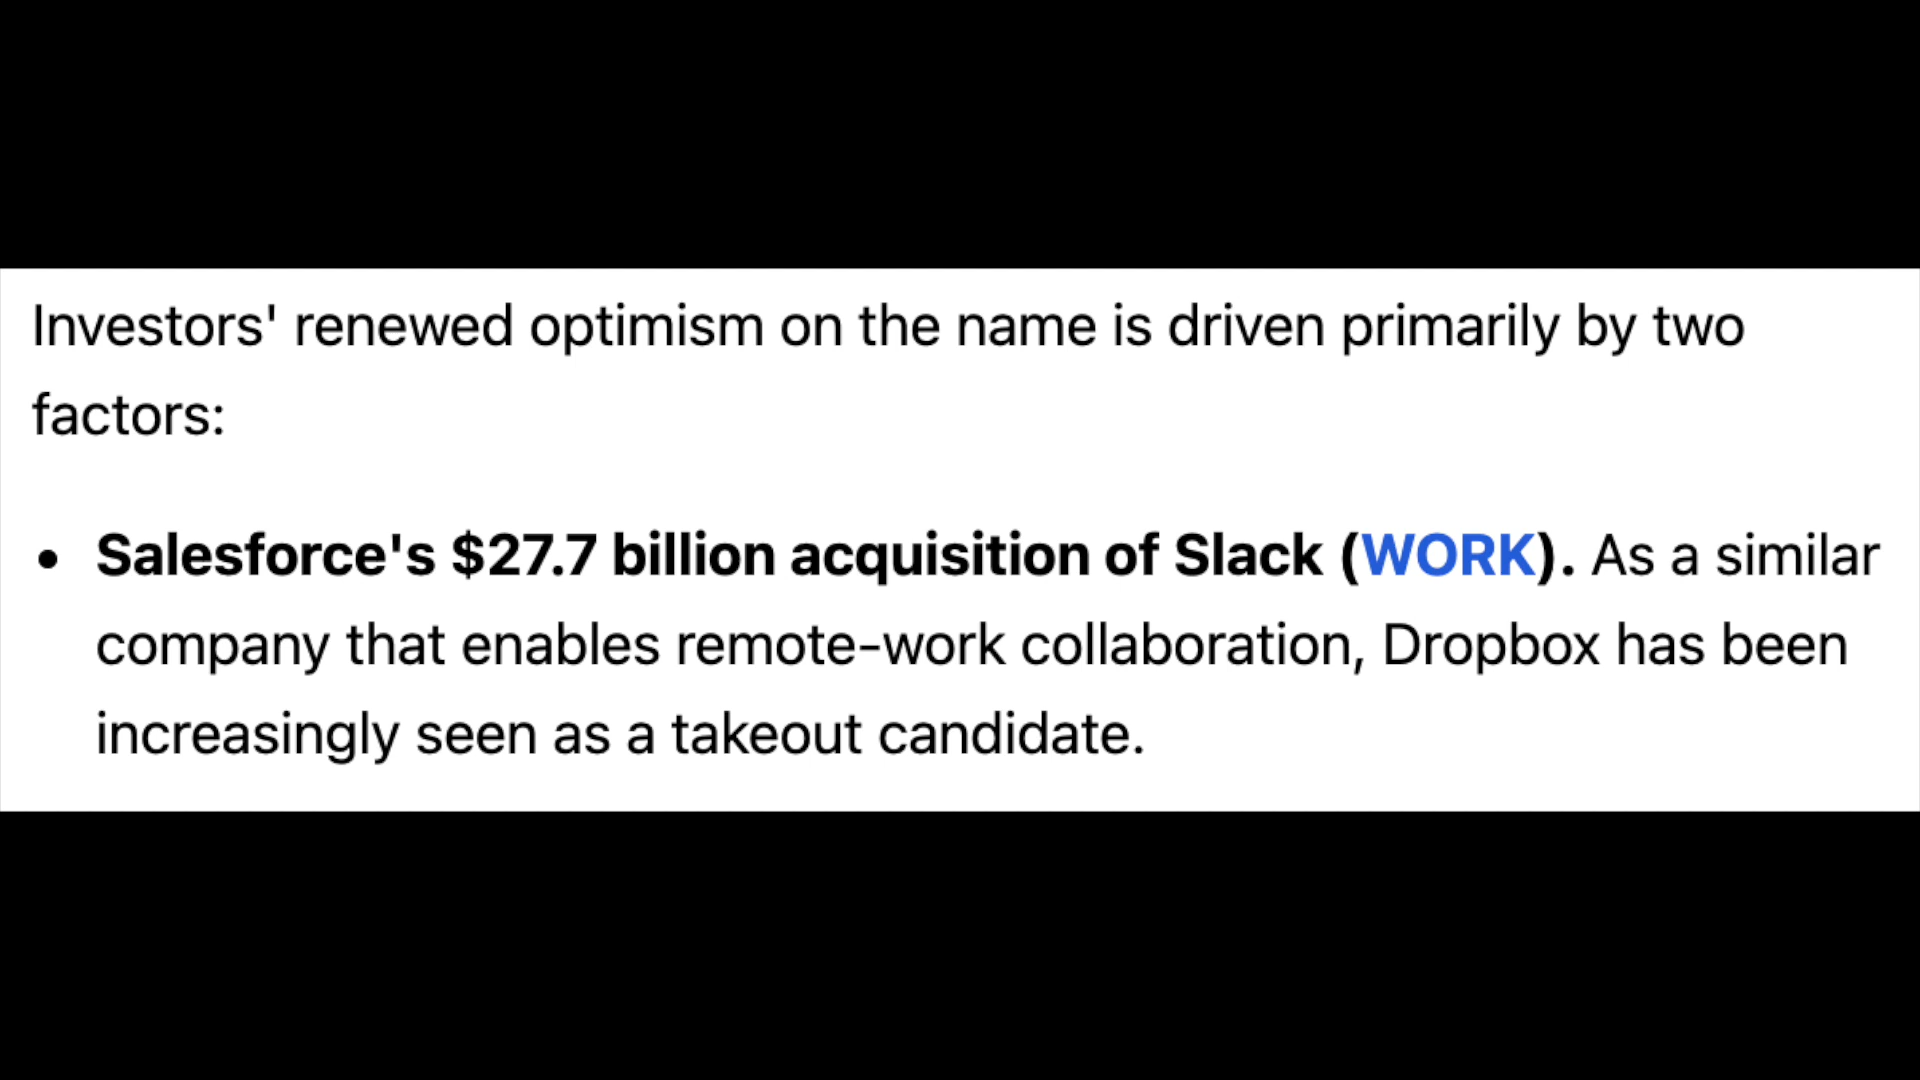 Investors' renewed optimism on the name is driven primarily by two
factors:
• Salesforce's $27.7 billion acquisition of Slack (WORK). As a similar
company that enables remote-work collaboration, Dropbox has been
increasingly seen as a takeout candidate.